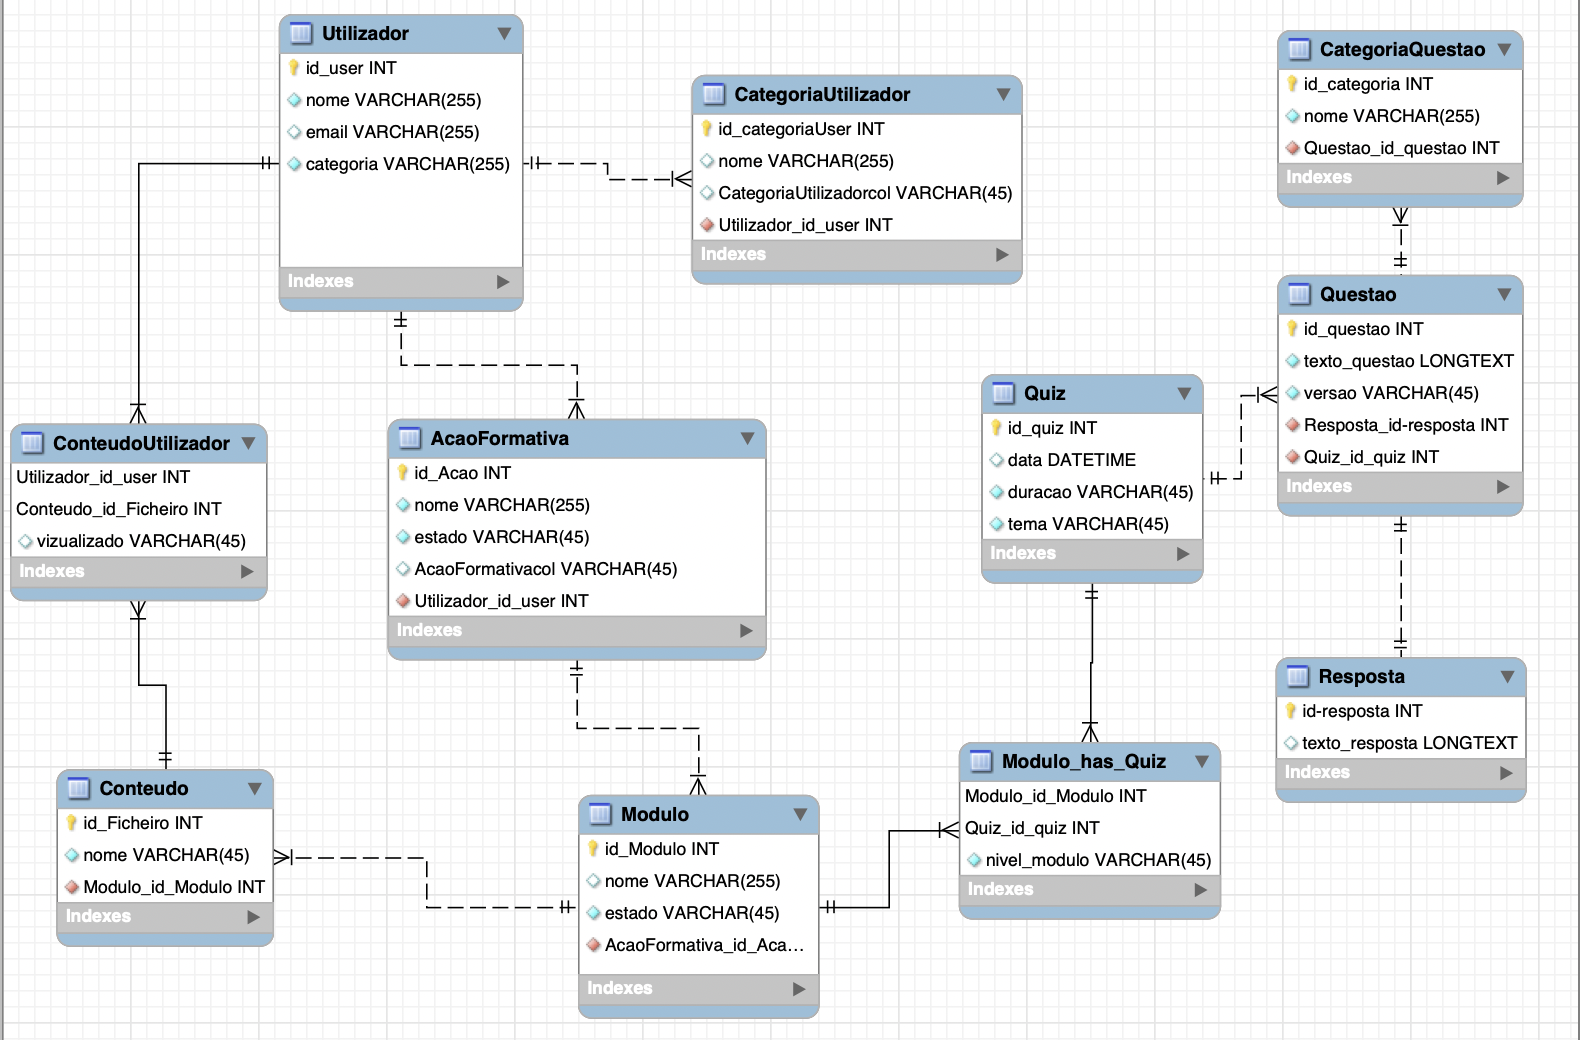 Utilizador
id_user INT
nome VARCHAR(255)
email VARCHAR(255)
categoria VARCHAR(255)
Indexes
CategoriaUtilizador
id_categoriaUser INT
nome VARCHAR(255)
CategoriaUtilizadorcol VARCHAR(45)
Utilizador_id_user INT
Indexes
CategoriaQuestao
id_categoria INT
nome VARCHAR(255)
Questao_id_questao INT
Indexes
Questao
id_questao INT
texto_questao LONGTEXT
versao VARCHAR(45)
Resposta_id-resposta INT
Quiz_id_quiz INT
Indexes
Quiz
id_quiz INT
data DATETIME
duracao VARCHAR(45)
tema VARCHAR(45)
Indexes
ConteudoUtilizador
Utilizador_id_user INT
Conteudo_id_Ficheiro INT
vizualizado VARCHAR(45)
Indexes
AcaoFormativa
id_Acao INT
nome VARCHAR(255)
estado VARCHAR(45)
AcaoFormativacol VARCHAR(45)
Utilizador_id_user INT
Indexes
Resposta
id-resposta INT
texto_resposta LONGTEXT
Indexes
Conteudo
id_Ficheiro INT
nome VARCHAR(45)
Modulo_id_Modulo INT
Indexes
Modulo
id_Modulo INT
nome VARCHAR(255)
estado VARCHAR(45)
AcaoFormativa_id_Aca...
Indexes
Modulo_has_Quiz
Modulo_id_Modulo INT
Quiz_id_quiz INT
nivel_modulo VARCHAR(45)
Indexes